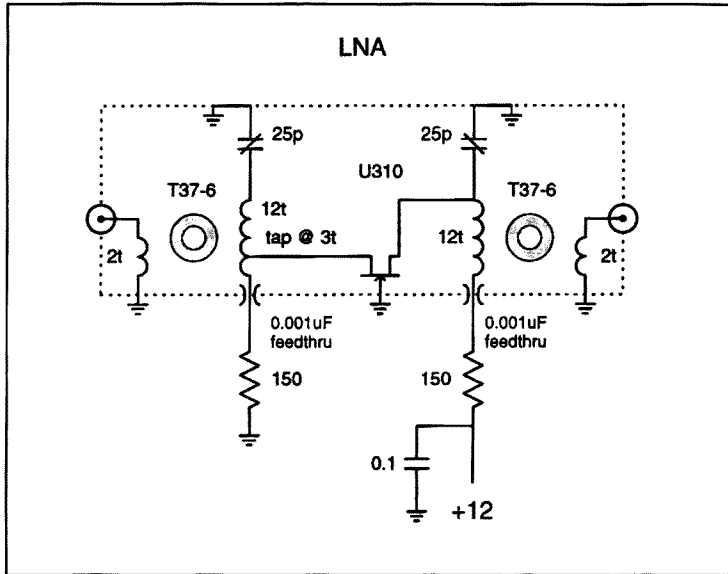 LNA
25p
25p
U310
T37-6
T37-6
12t
tap @ 3t
12t
2t
2t
0.001uF
feedthru
0.001uF
feedthru
150
150
0.1
+12